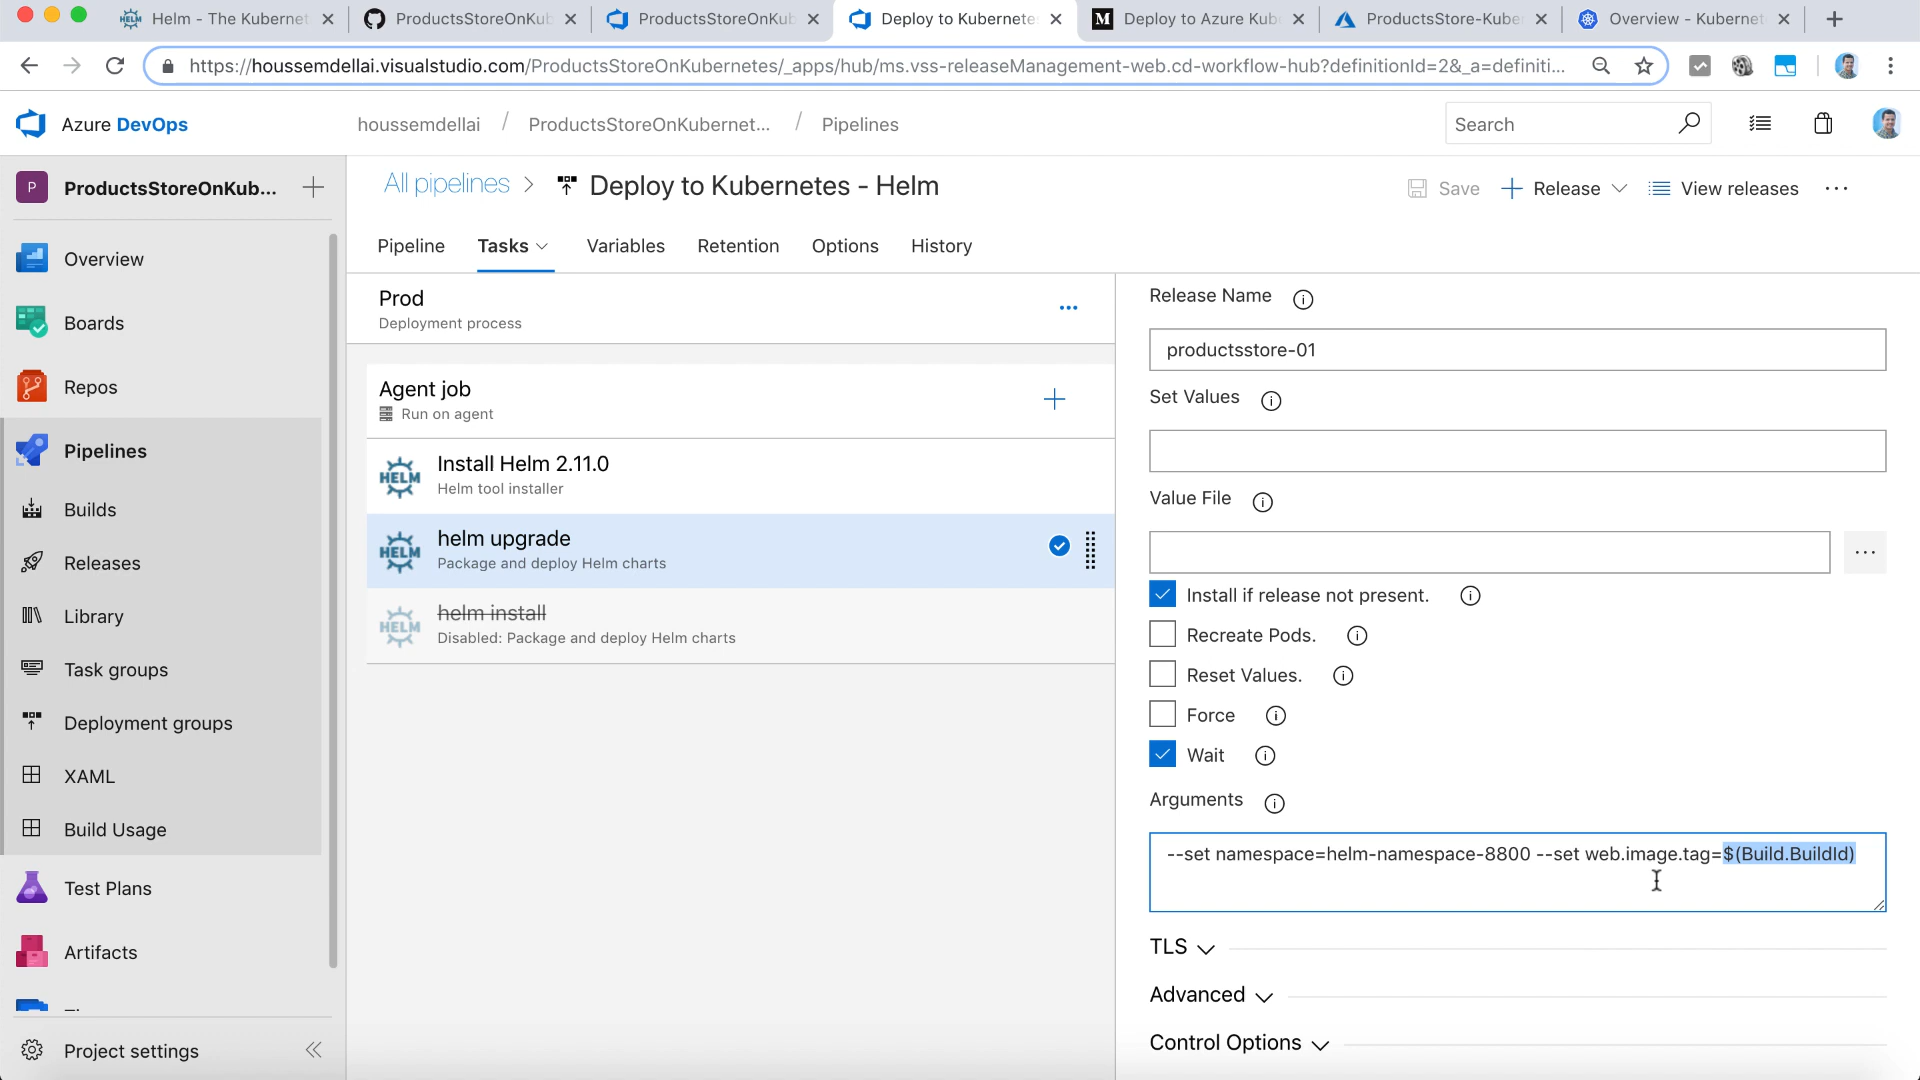 Helm - The Kubernet
ProductsStoreOnKub
ProductsStoreOnKub
Deploy to Kubernete
M
Deploy to Azure Kub
ProductsStore-Kuber
Overview - Kubernet
https://houssemdellai.visualstudio.com/ProductsStoreOnKubernetes/_apps/hub/ms.vss-releaseManagement-web.cd-workflow-hub?definitionId=2&_a=definiti...
Azure DevOps
houssemdellai / ProductsStoreOnKubernet... / Pipelines
Search
P
ProductsStoreOnKub...
All pipelines > Deploy to Kubernetes - Helm
Save
Release
View releases
Pipeline
Tasks
Variables
Retention
Options
History
Overview
Boards
Repos
Pipelines
Builds
Releases
Library
Task groups
Deployment groups
XAML
Build Usage
Test Plans
Artifacts
Project settings
Prod
Deployment process
Agent job
Run on agent
HELM
Install Helm 2.11.0
Helm tool installer
HELM
helm upgrade
Package and deploy Helm charts
HELM
helm install
Disabled: Package and deploy Helm charts
Release Name
productsstore-01
Set Values
Value File
Install if release not present.
Recreate Pods.
Reset Values.
Force
Wait
Arguments
--set namespace=helm-namespace-8800 --set web.image.tag=$(Build.BuildId)
TLS
Advanced
Control Options